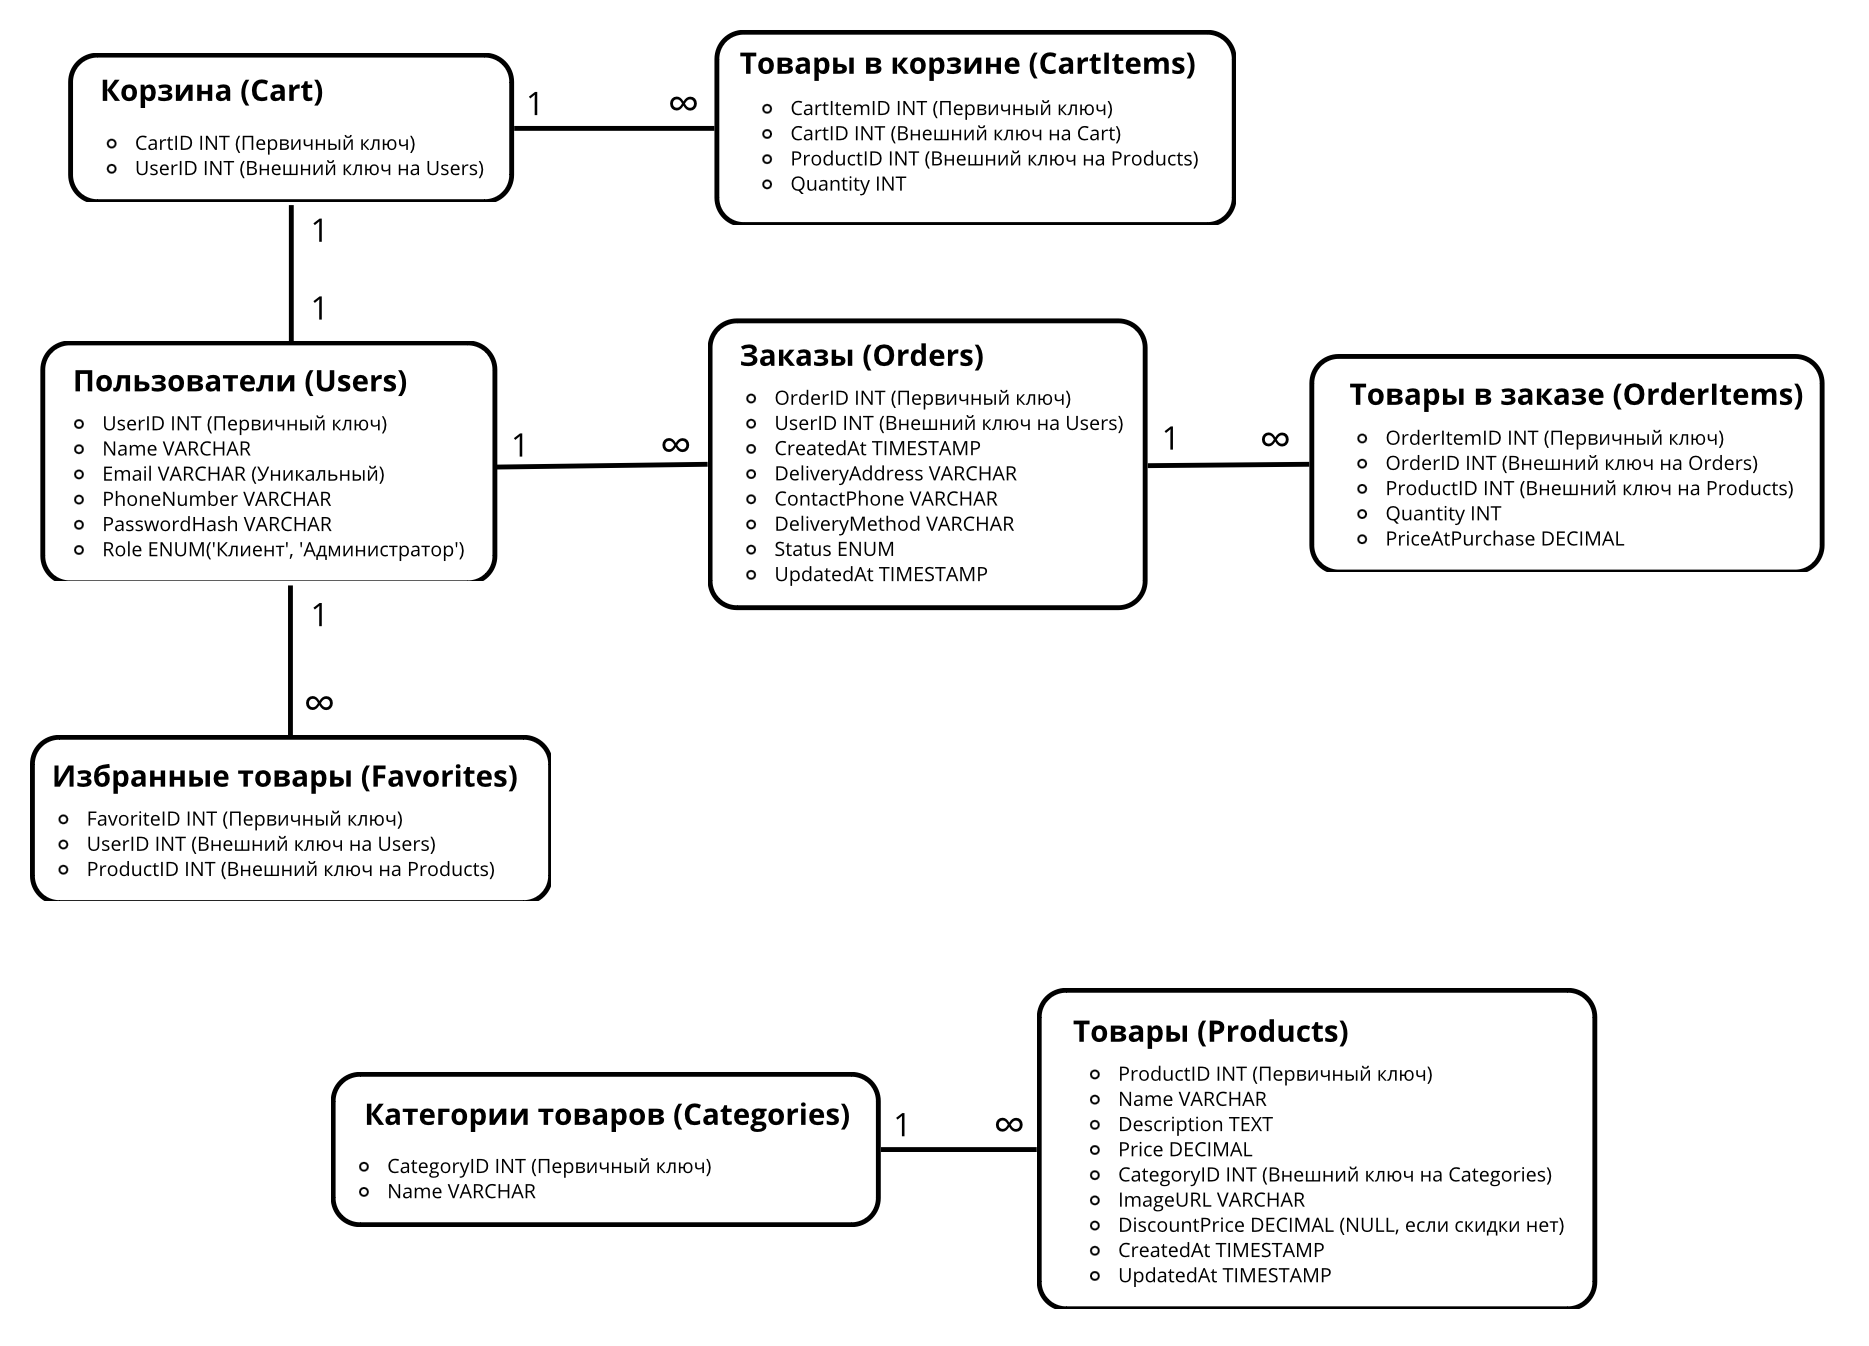 Корзина (Cart)
CartID INT (Первичный ключ)
UserID INT (Внешний ключ на Users)
1
∞
Товары в корзине (CartItems)
CartItemID INT (Первичный ключ)
CartID INT (Внешний ключ на Cart)
ProductID INT (Внешний ключ на Products)
Quantity INT
1
1
Пользователи (Users)
UserID INT (Первичный ключ)
Name VARCHAR
Email VARCHAR (Уникальный)
PhoneNumber VARCHAR
PasswordHash VARCHAR
Role ENUM('Клиент', 'Администратор')
1
∞
Заказы (Orders)
OrderID INT (Первичный ключ)
UserID INT (Внешний ключ на Users)
CreatedAt TIMESTAMP
DeliveryAddress VARCHAR
ContactPhone VARCHAR
DeliveryMethod VARCHAR
Status ENUM
UpdatedAt TIMESTAMP
1
∞
Товары в заказе (OrderItems)
OrderItemID INT (Первичный ключ)
OrderID INT (Внешний ключ на Orders)
ProductID INT (Внешний ключ на Products)
Quantity INT
PriceAtPurchase DECIMAL
1
∞
Избранные товары (Favorites)
FavoriteID INT (Первичный ключ)
UserID INT (Внешний ключ на Users)
ProductID INT (Внешний ключ на Products)
Категории товаров (Categories)
CategoryID INT (Первичный ключ)
Name VARCHAR
1
∞
Товары (Products)
ProductID INT (Первичный ключ)
Name VARCHAR
Description TEXT
Price DECIMAL
CategoryID INT (Внешний ключ на Categories)
ImageURL VARCHAR
DiscountPrice DECIMAL (NULL, если скидки нет)
CreatedAt TIMESTAMP
UpdatedAt TIMESTAMP